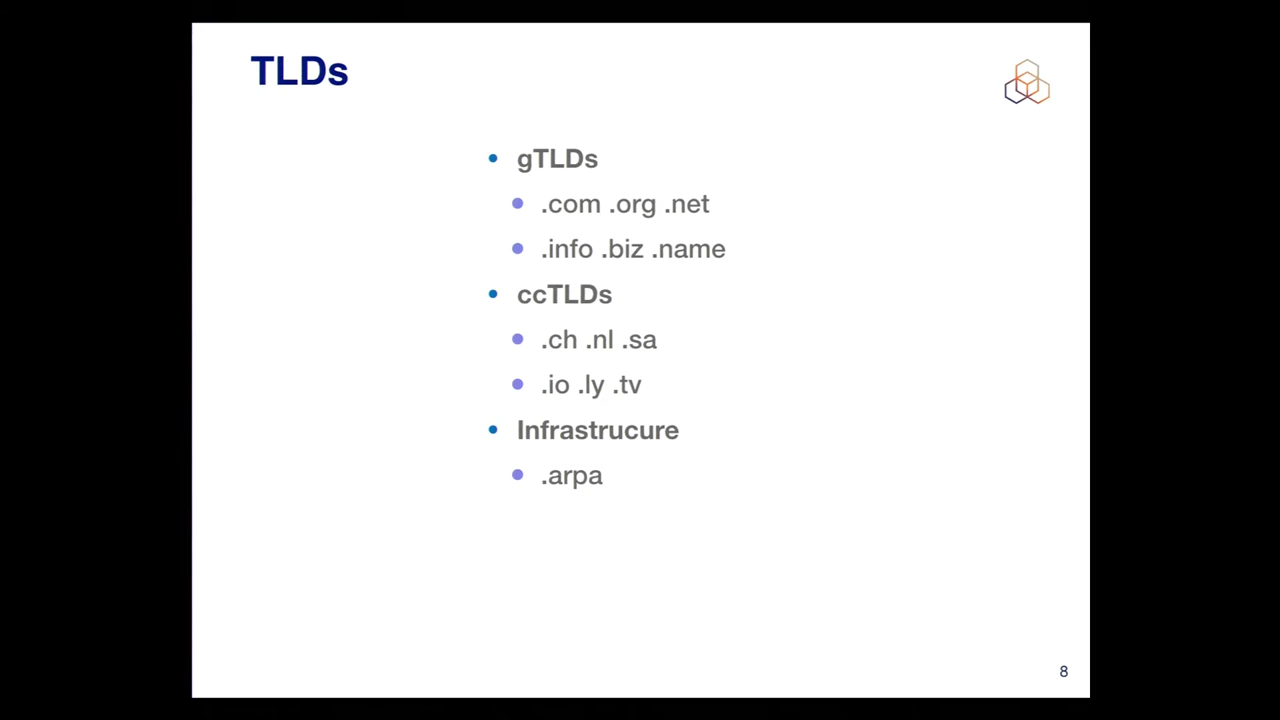 TLDs
• gTLDs
• .com .org .net
• .info .biz .name
• ccTLDs
• .ch .nl .sa
• .io .ly .tv
• Infrastrucure
• .arpa
8